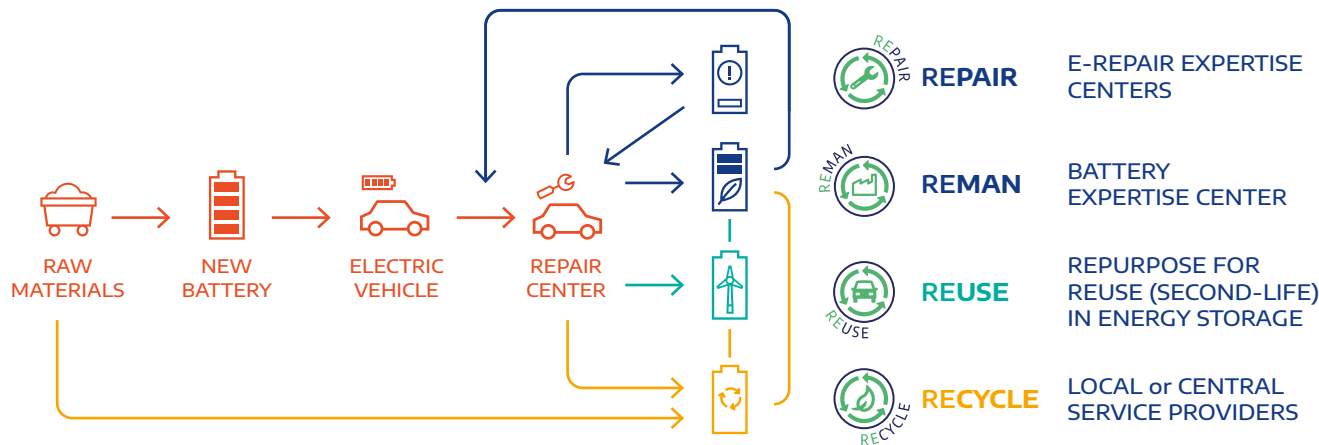 RAW
MATERIALS
NEW
BATTERY
ELECTRIC
VEHICLE
REPAIR
CENTER
REPAIR
REPAIR
E-REPAIR EXPERTISE
CENTERS
REMAN
REMAN
BATTERY
EXPERTISE CENTER
REUSE
REUSE
REPURPOSE FOR
REUSE (SECOND-LIFE)
IN ENERGY STORAGE
RECYCLE
RECYCLE
LOCAL or CENTRAL
SERVICE PROVIDERS